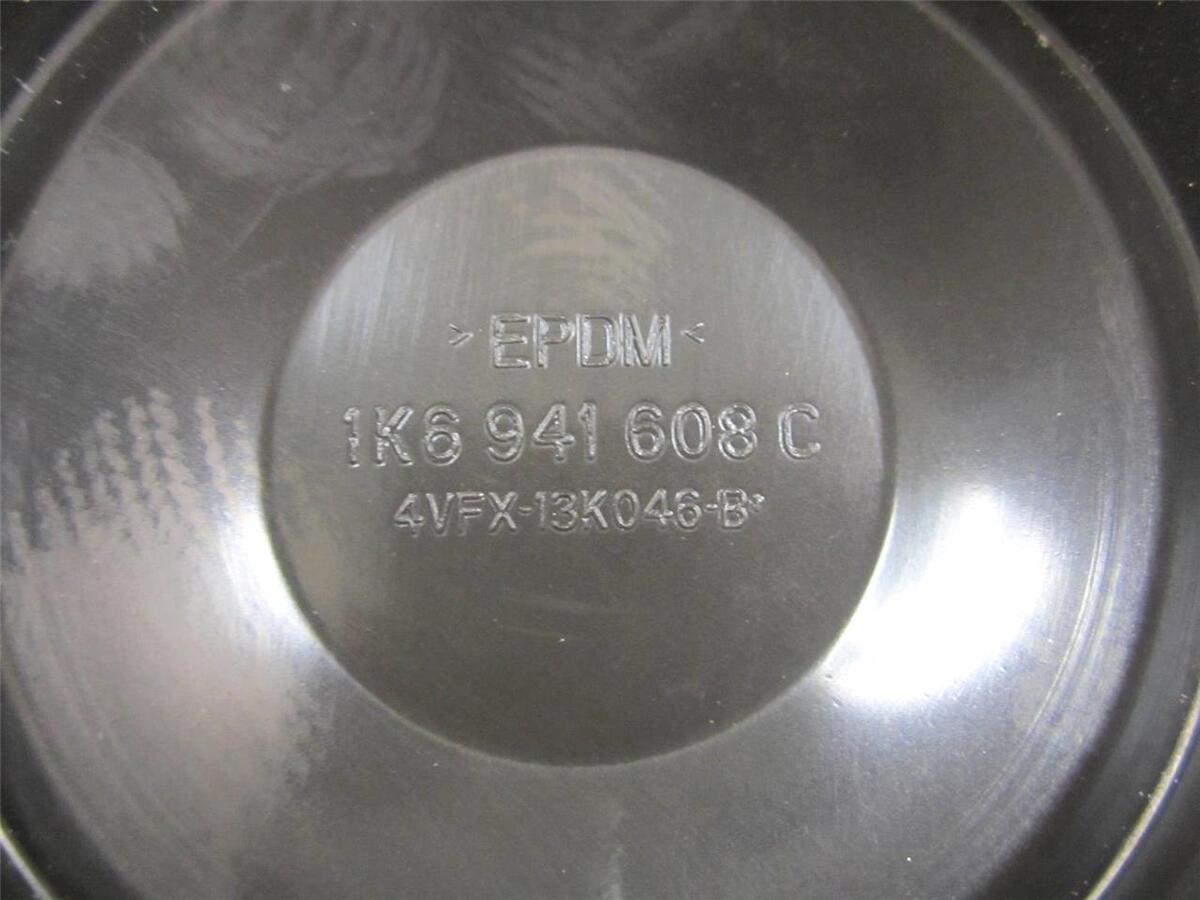 >EPDM<
1K6 941 608 C
4VFX-13K046-B*